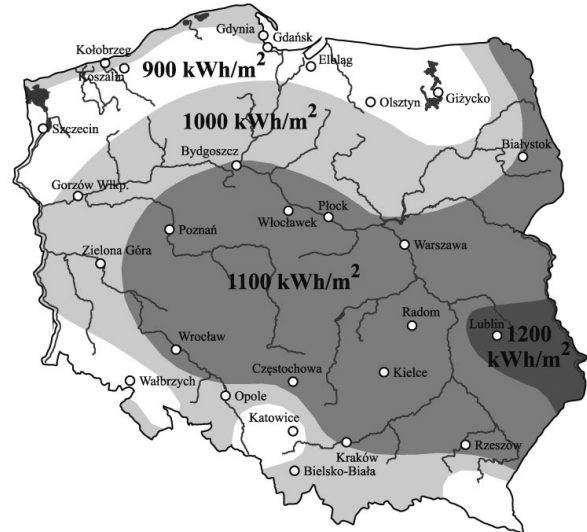 Gdynia
Gdańsk
Kołobrzeg
Koszalin
900 kWh/m²
Elbląg
Olsztyn
Giżycko
Szczecin
1000 kWh/m²
Bydgoszcz
Białystok
Gorzów Wlkp.
Płock
Włocławek
Poznań
Warszawa
Zielona Góra
1100 kWh/m²
Radom
Lublin
1200
kWh/m²
Wrocław
Częstochowa
Kielce
Wałbrzych
Opole
Katowice
Kraków
Rzeszów
Bielsko-Biała